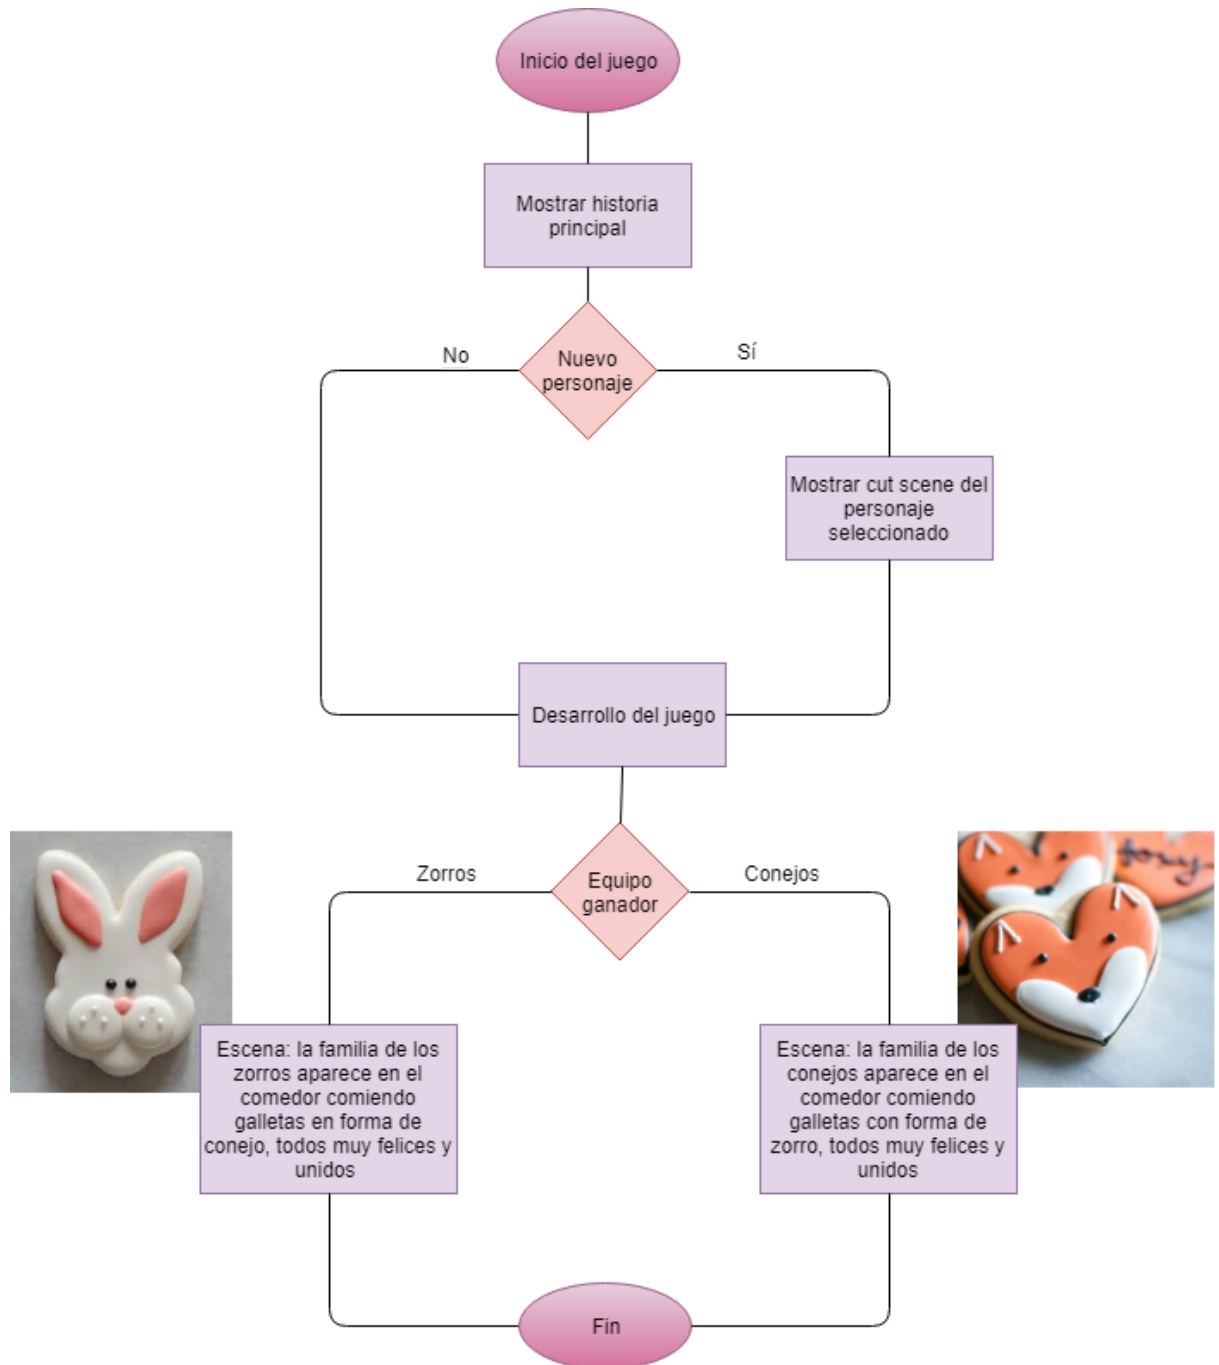 Inicio del juego
Mostrar historia
principal
Nuevo
personaje
No
Sí
Mostrar cut scene del
personaje
seleccionado
Desarrollo del juego
Equipo
ganador
Zorros
Conejos
foxy
Escena: la familia de los
zorros aparece en el
comedor comiendo
galletas en forma de
conejo, todos muy felices y
unidos
Escena: la familia de los
conejos aparece en el
comedor comiendo
galletas con forma de
zorro, todos muy felices y
unidos
Fin